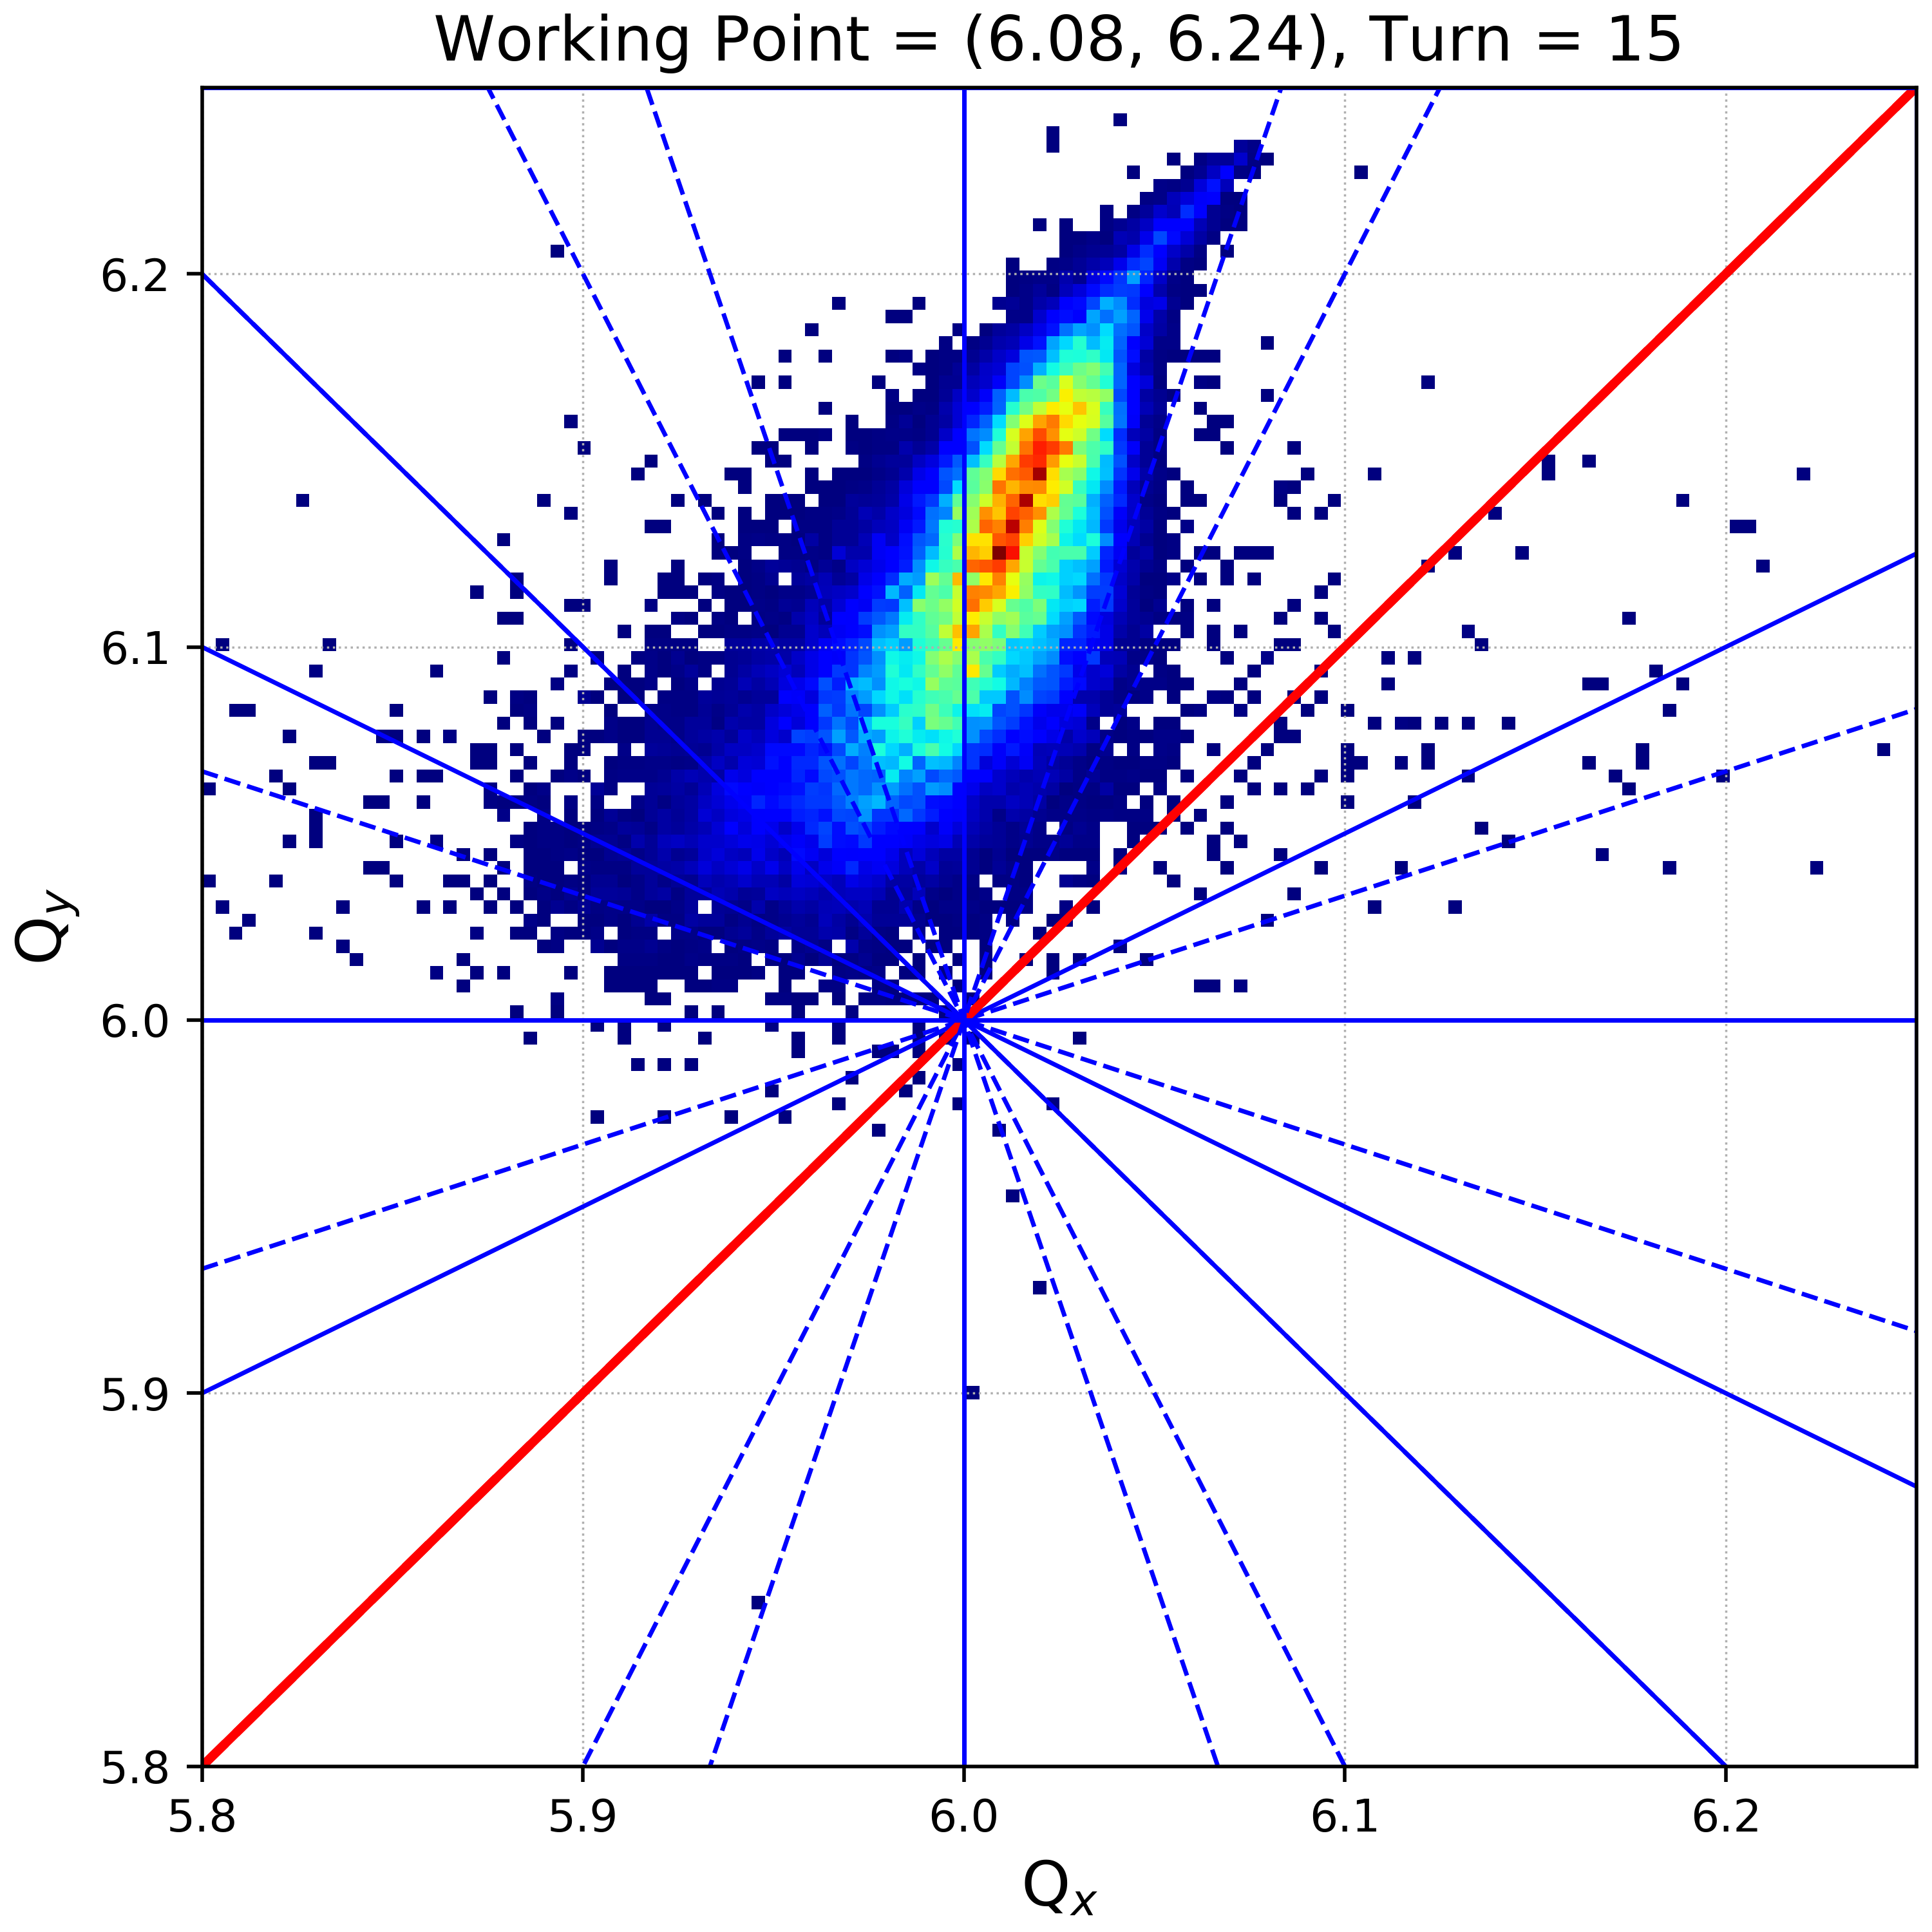 Working Point = (6.08, 6.24), Turn = 15
6.2
6.1
6.0
5.9
5.8
Qy
5.8 5.9 6.0 6.1 6.2
Qx